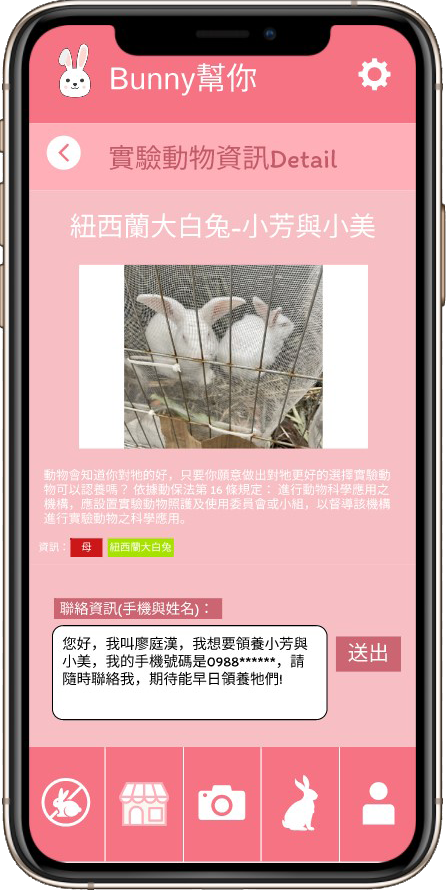 Bunny幫你
實驗動物資訊Detail
紐西蘭大白兔-小芳與小美
動物會知道你對牠的好，只要你願意做出對牠更好的選擇實驗動
物可以認養嗎？ 依據動保法第 16 條規定： 進行動物科學應用之
機構，應設置實驗動物照護及使用委員會或小組，以督導該機構
進行實驗動物之科學應用。
資訊： 母 紐西蘭大白兔
聯絡資訊(手機與姓名)：
您好，我叫廖庭漢，我想要領養小芳與
小美，我的手機號碼是0988******，請
隨時聯絡我，期待能早日領養牠們!
送出